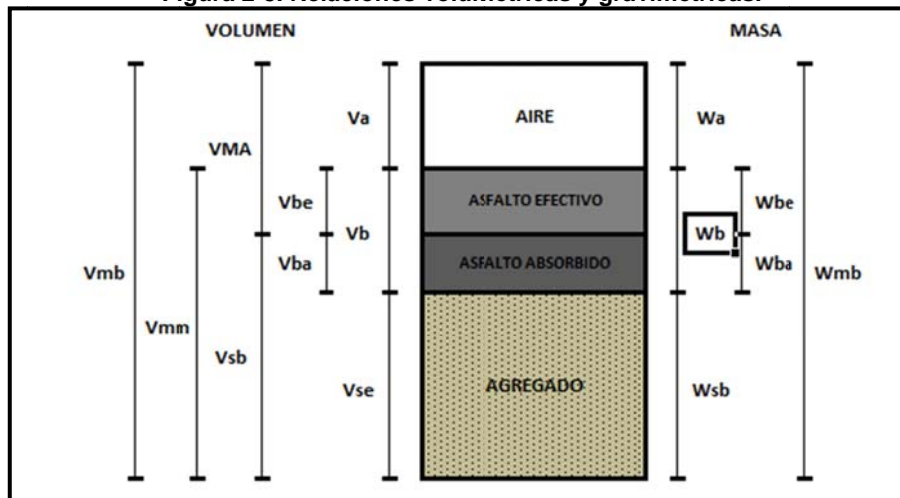 Figura 2 3. Relaciones volumétricas y gravimétricas.
VOLUMEN
MASA
Va
AIRE
Wa
VMA
Vbe
ASFALTO EFECTIVO
Wbe
Vb
Wb
Vba
ASFALTO ABSORBIDO
Wba
Vmb
Wmb
Vmm
Vsb
Vse
AGREGADO
Wsb